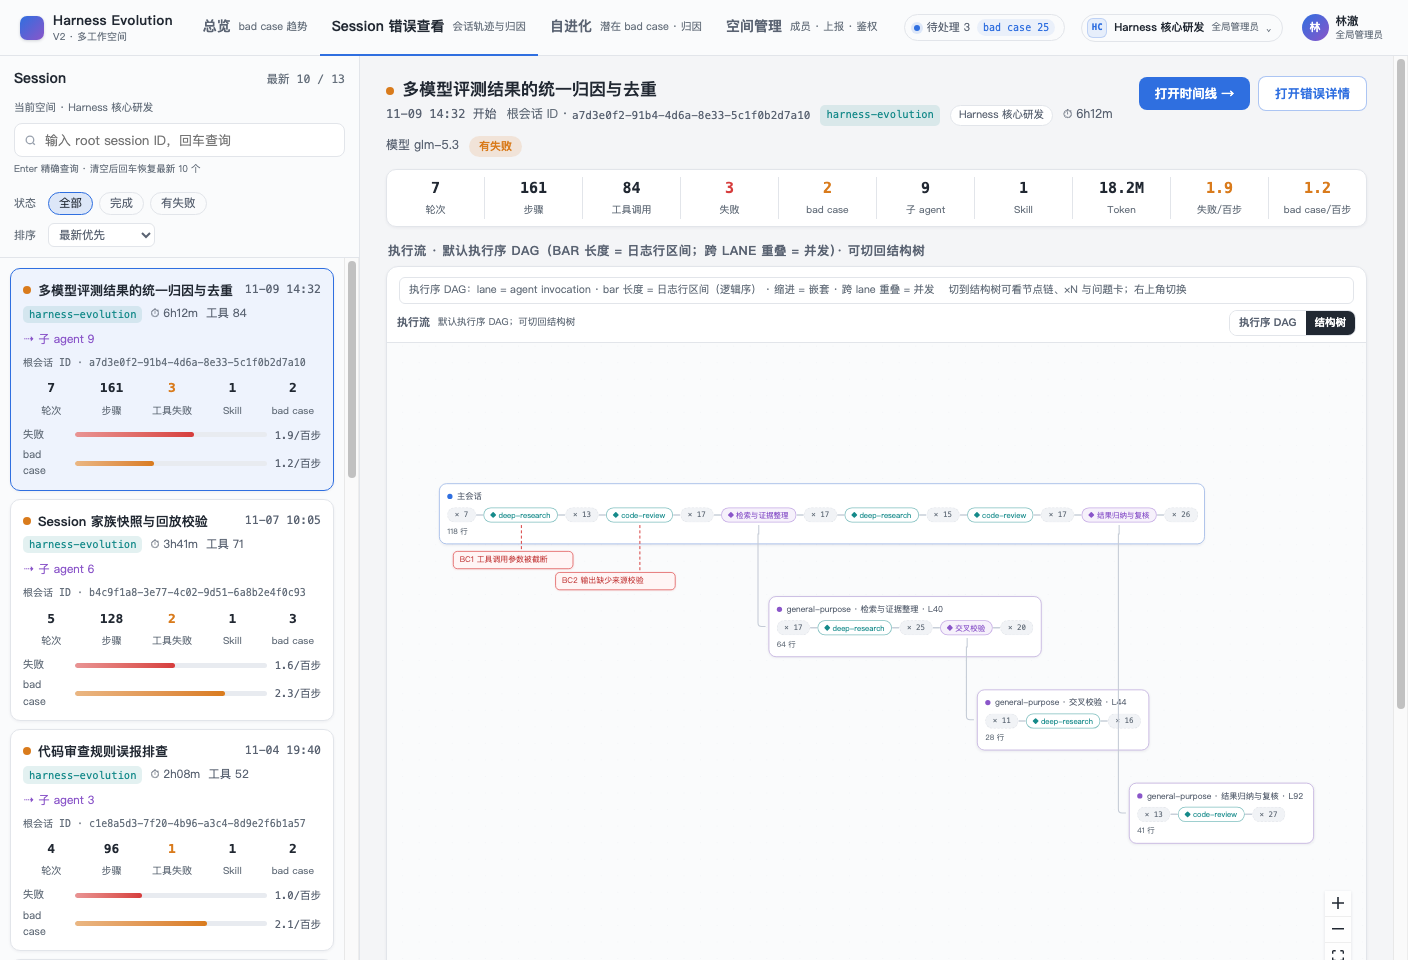 Harness Evolution
V2 · 多工作空间
总览 bad case 趋势
Session 错误查看 会话轨迹与归因
自进化 潜在 bad case · 归因
空间管理 成员 · 上报 · 鉴权
待处理 3 bad case 25
HC Harness 核心研发 全局管理员
林 林澈
全局管理员
Session 最新 10 / 13
当前空间 · Harness 核心研发
输入 root session ID，回车查询
Enter 精确查询 · 清空后回车恢复最新 10 个
状态 全部 完成 有失败
排序 最新优先
多模型评测结果的统一归因与去重 11-09 14:32
harness-evolution 6h12m 工具 84
⇢ 子 agent 9
根会话 ID · a7d3e0f2-91b4-4d6a-8e33-5c1f0b2d7a10
7 161 3 1 2
轮次 步骤 工具失败 Skill bad case
失败 1.9/百步
bad case 1.2/百步
Session 家族快照与回放校验 11-07 10:05
harness-evolution 3h41m 工具 71
⇢ 子 agent 6
根会话 ID · b4c9f1a8-3e77-4c02-9d51-6a8b2e4f0c93
5 128 2 1 3
轮次 步骤 工具失败 Skill bad case
失败 1.6/百步
bad case 2.3/百步
代码审查规则误报排查 11-04 19:40
harness-evolution 2h08m 工具 52
⇢ 子 agent 3
根会话 ID · c1e8a5d3-7f20-4b96-a3c4-8d9e2f6b1a57
4 96 1 1 2
轮次 步骤 工具失败 Skill bad case
失败 1.0/百步
bad case 2.1/百步
多模型评测结果的统一归因与去重
打开时间线 → 打开错误详情
11-09 14:32 开始 根会话 ID · a7d3e0f2-91b4-4d6a-8e33-5c1f0b2d7a10 harness-evolution Harness 核心研发 6h12m
模型 glm-5.3 有失败
7 161 84 3 2 9 1 18.2M 1.9 1.2
轮次 步骤 工具调用 失败 bad case 子 agent Skill Token 失败/百步 bad case/百步
执行流 · 默认执行序 DAG（BAR 长度 = 日志行区间；跨 LANE 重叠 = 并发）· 可切回结构树
执行序 DAG：lane = agent invocation · bar 长度 = 日志行区间（逻辑序） · 缩进 = 嵌套 · 跨 lane 重叠 = 并发 切到结构树可看节点链、×N 与问题卡；右上角切换
执行流 默认执行序 DAG；可切回结构树 执行序 DAG 结构树
主会话
× 7 deep-research × 13 code-review × 17 检索与证据整理 × 17 deep-research × 15 code-review × 17 结果归纳与复核 × 26
118 行
BC1 工具调用参数被截断
BC2 输出缺少来源校验
general-purpose · 检索与证据整理 · L40
× 17 deep-research × 25 交叉校验 × 20
64 行
general-purpose · 交叉校验 · L44
× 11 deep-research × 16
28 行
general-purpose · 结果归纳与复核 · L92
× 13 code-review × 27
41 行